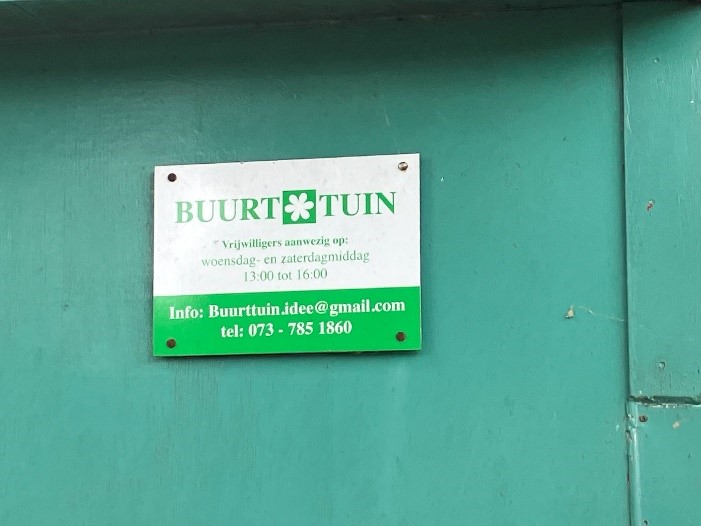 BUURT TUIN
Vrijwilligers aanwezig op:
woensdag- en zaterdagmiddag
13:00 tot 16:00
Info: Buurttuin.idee@gmail.com
tel: 073 - 785 1860